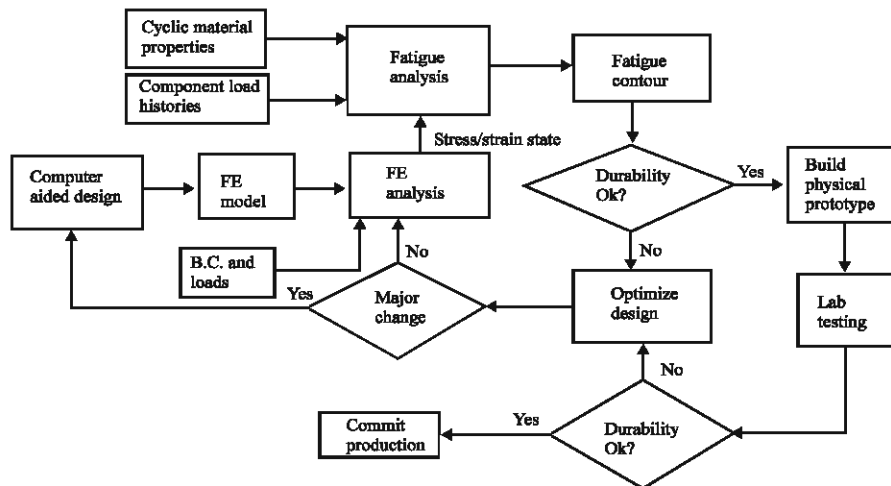 Cyclic material
properties
Component load
histories
Fatigue
analysis
Fatigue
contour
Stress/strain state
Computer
aided design
FE
model
FE
analysis
Durability
Ok?
Yes
Build
physical
prototype
No
No
B.C. and
loads
Yes
Major
change
Optimize
design
Lab
testing
No
Commit
production
Yes
Durability
Ok?